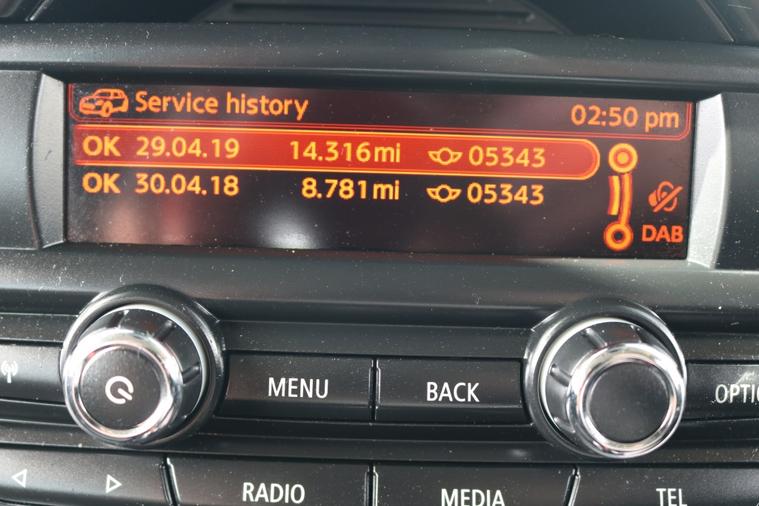 Service history 02:50 pm
OK 29.04.19 14.316 mi 05343
OK 30.04.18 8.781 mi 05343
DAB
MENU BACK
RADIO MEDIA TEL